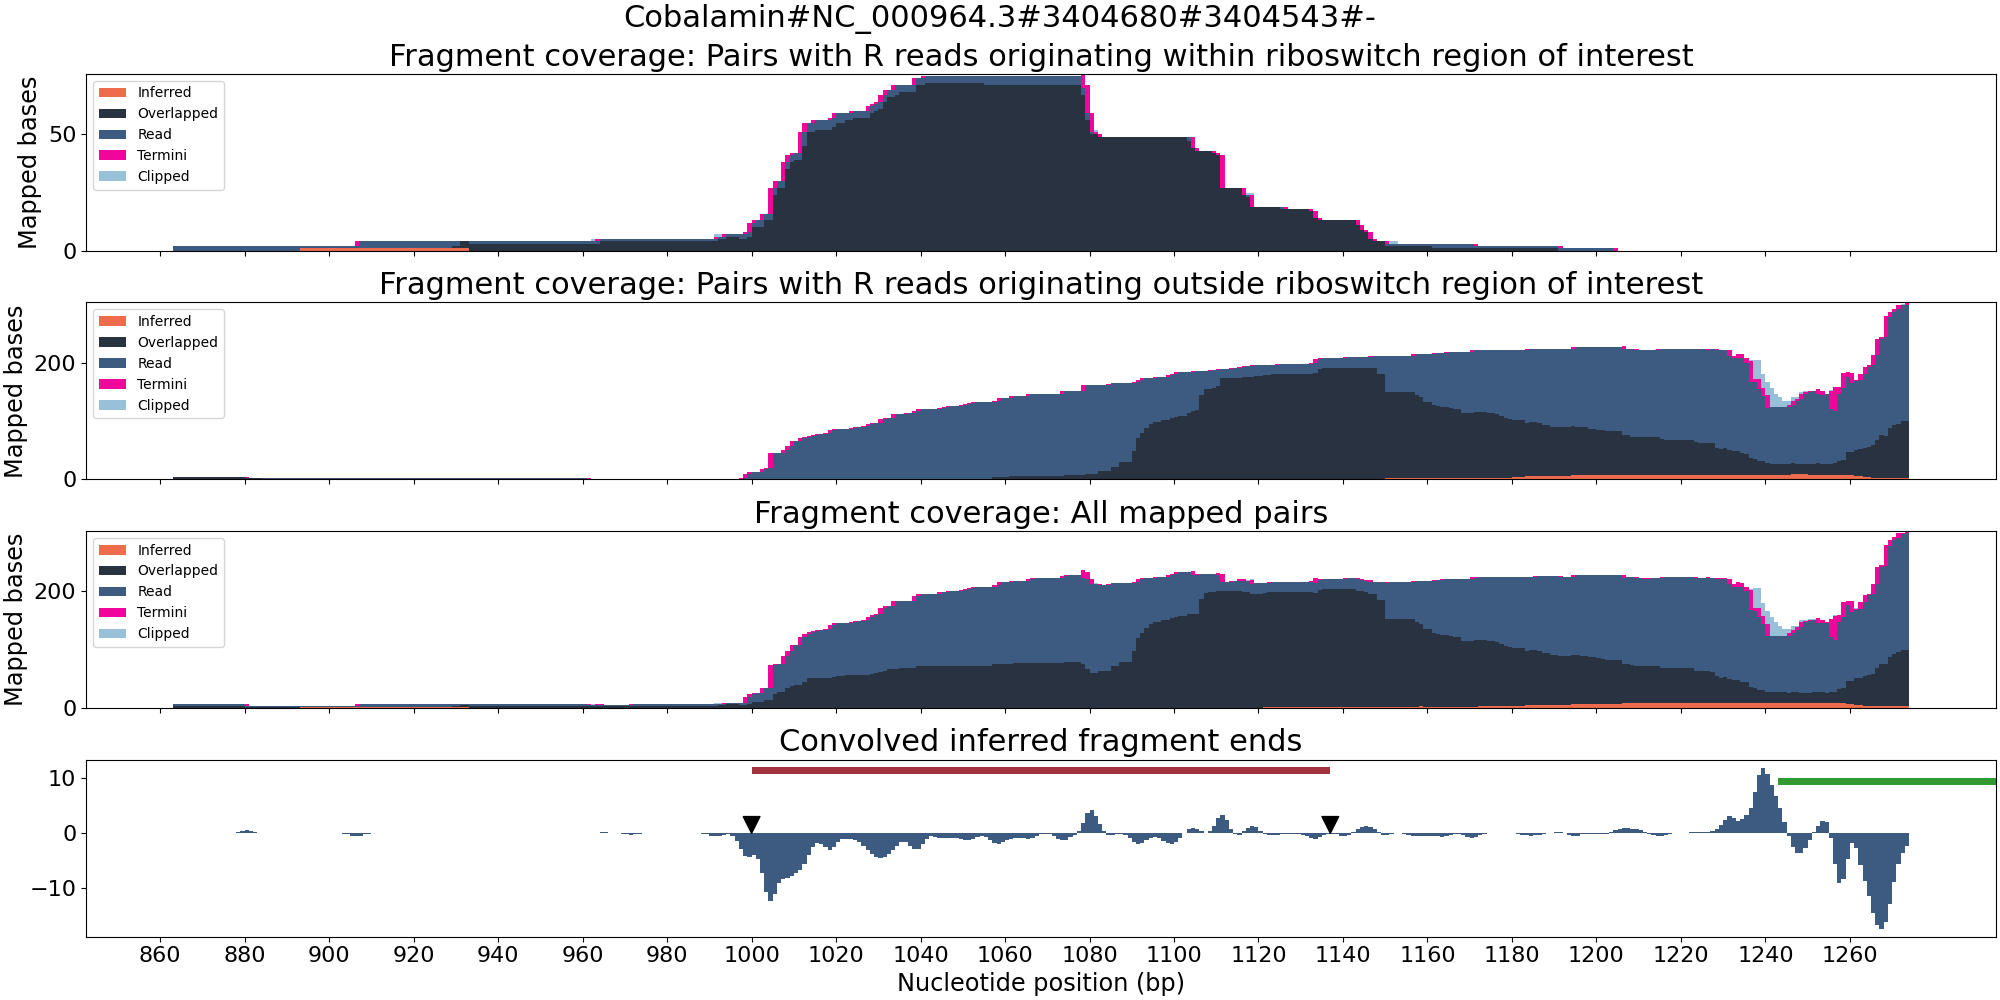 Cobalamin#NC_000964.3#3404680#3404543#-
Fragment coverage: Pairs with R reads originating within riboswitch region of interest
Mapped bases
50
0
Inferred
Overlapped
Read
Termini
Clipped
Fragment coverage: Pairs with R reads originating outside riboswitch region of interest
Mapped bases
200
0
Inferred
Overlapped
Read
Termini
Clipped
Fragment coverage: All mapped pairs
Mapped bases
200
0
Inferred
Overlapped
Read
Termini
Clipped
Convolved inferred fragment ends
10
0
−10
860 880 900 920 940 960 980 1000 1020 1040 1060 1080 1100 1120 1140 1160 1180 1200 1220 1240 1260
Nucleotide position (bp)